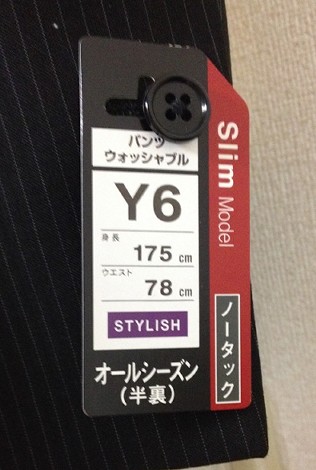 パンツ
ウォッシャブル
Y6
身長
175 cm
ウエスト
78 cm
STYLISH
オールシーズン
(半裏)
Slim Model
ノータック